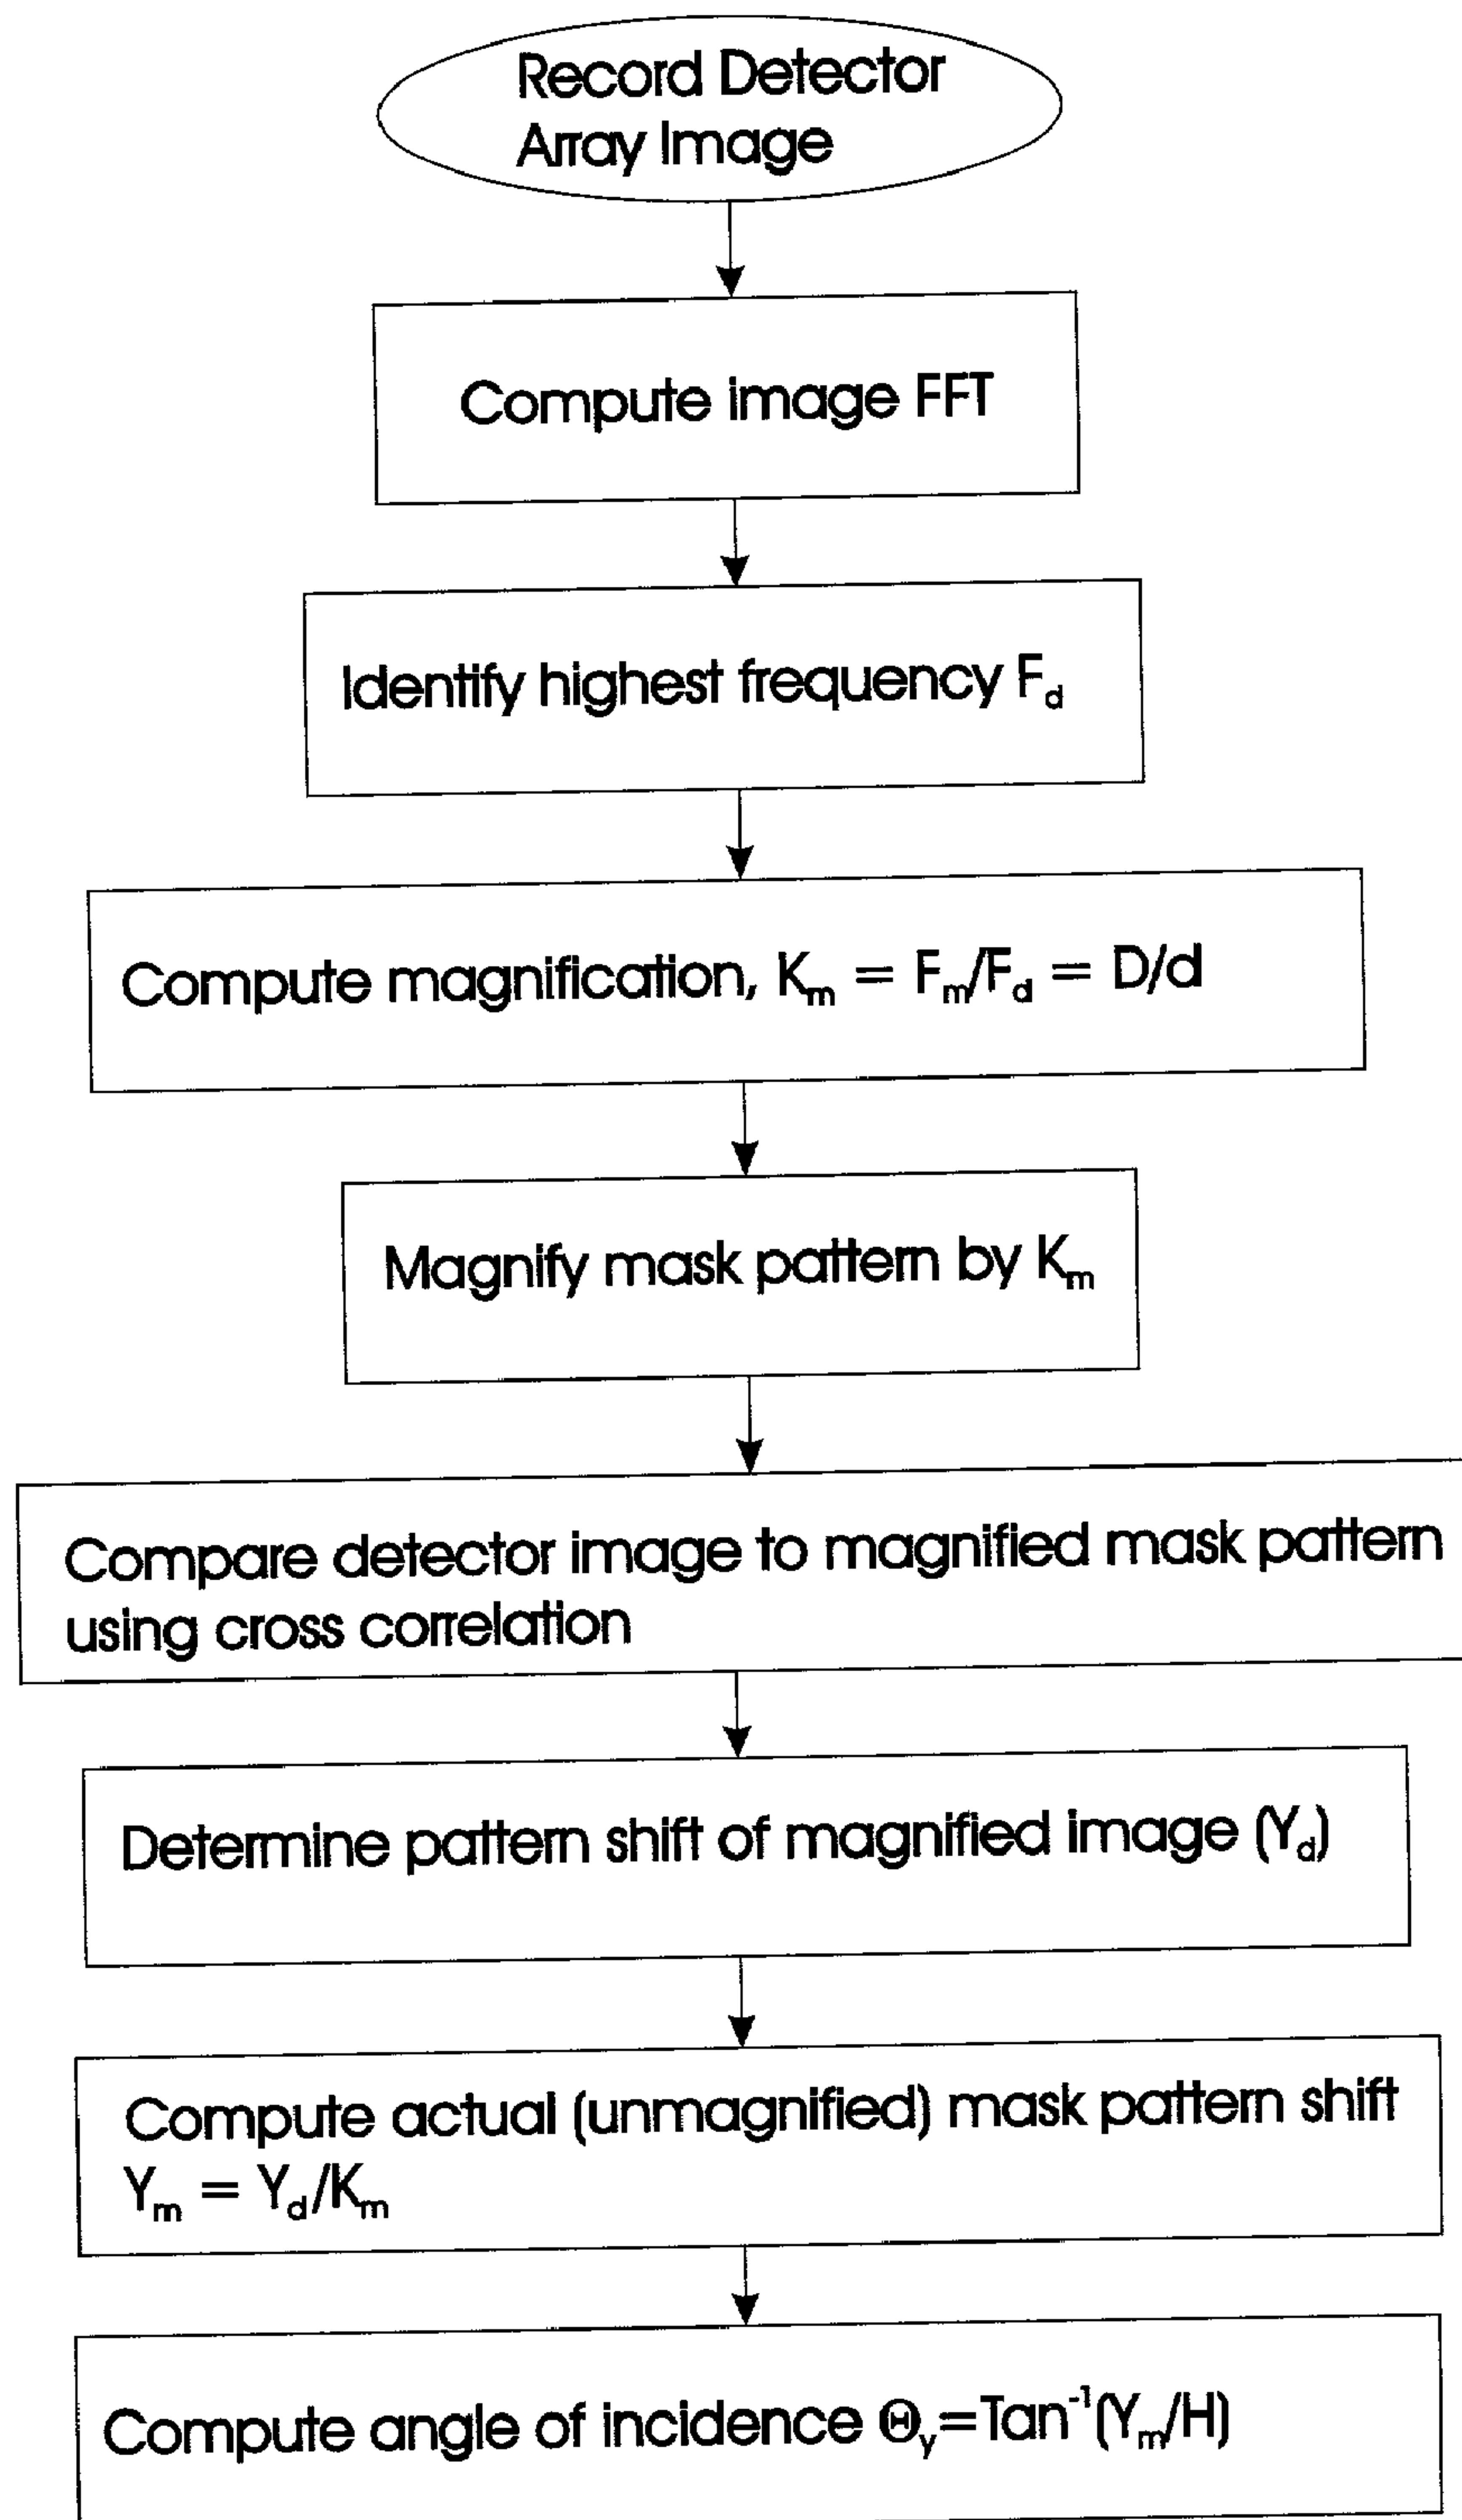 Record Detector
Array Image
Compute image FFT
Identify highest frequency F_d
Compute magnification, K_m = F_m/F_d = D/d
Magnify mask pattern by K_m
Compare detector image to magnified mask pattern
using cross correlation
Determine pattern shift of magnified image (Y_d)
Compute actual (unmagnified) mask pattern shift
Y_m = Y_d/K_m
Compute angle of incidence Θ_y=Tan⁻¹(Y_m/H)